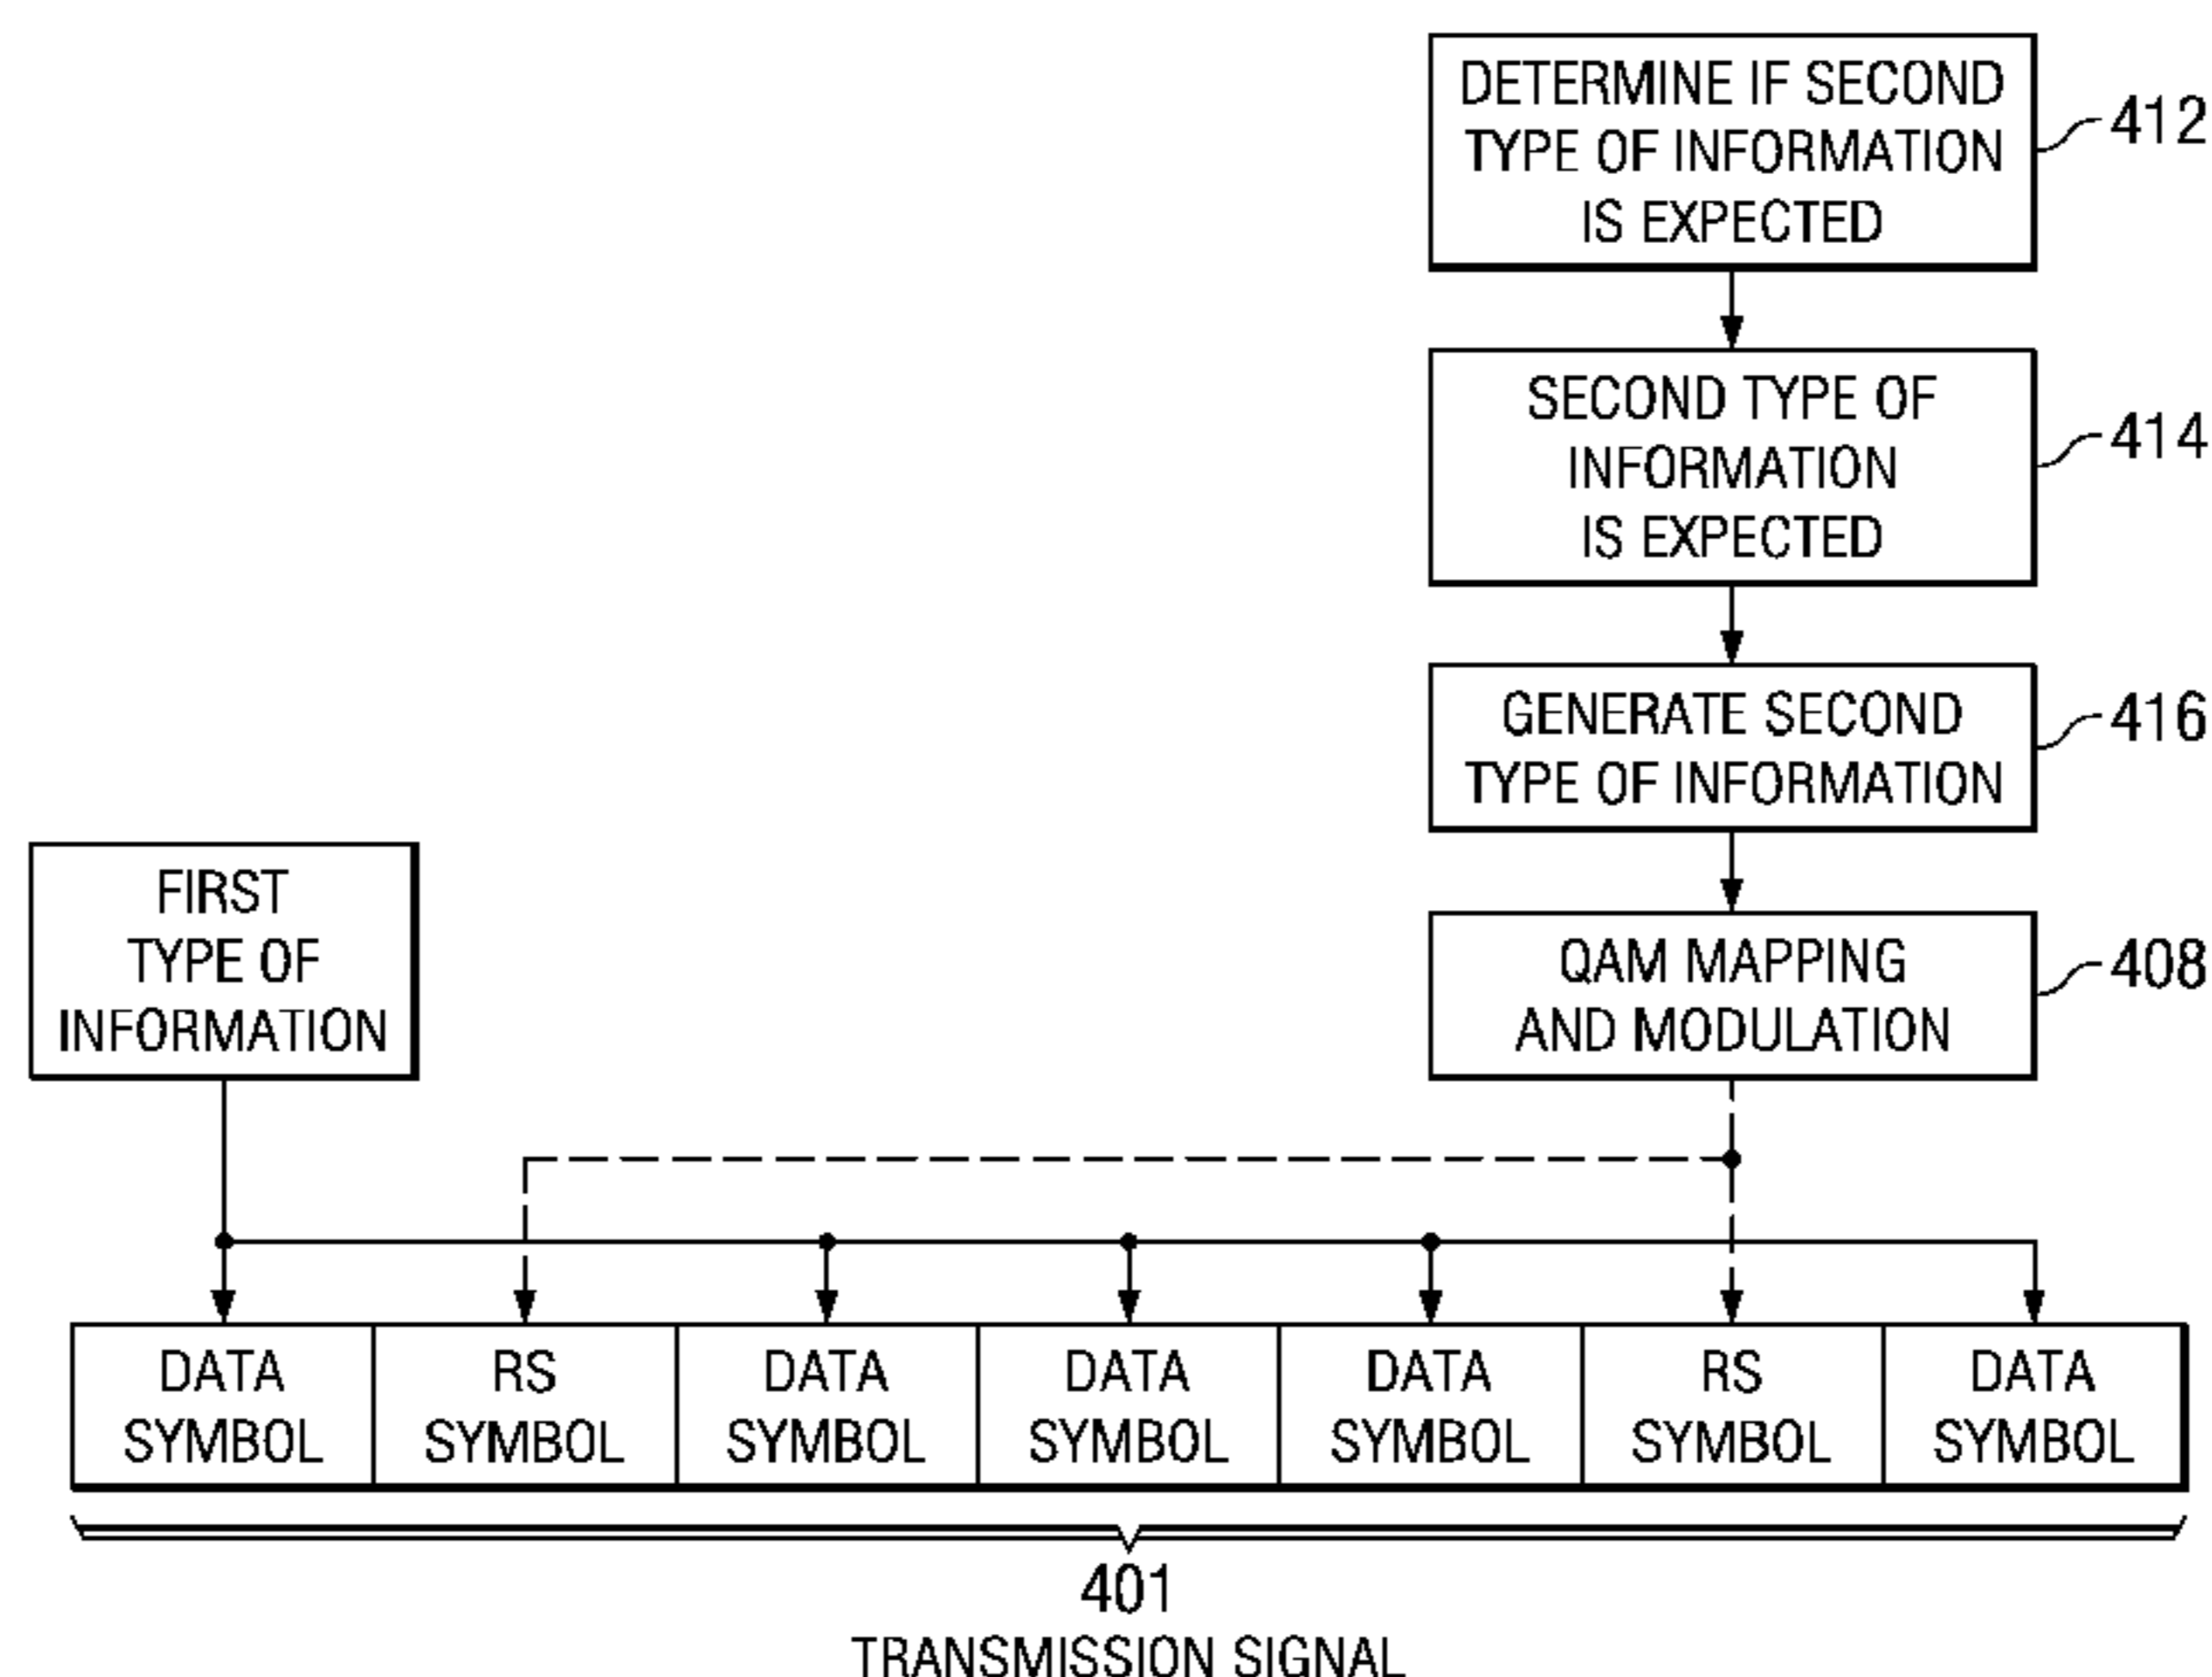 DETERMINE IF SECOND
TYPE OF INFORMATION
IS EXPECTED
412
SECOND TYPE OF
INFORMATION
IS EXPECTED
414
GENERATE SECOND
TYPE OF INFORMATION
416
FIRST
TYPE OF
INFORMATION
QAM MAPPING
AND MODULATION
408
DATA
SYMBOL
RS
SYMBOL
DATA
SYMBOL
DATA
SYMBOL
DATA
SYMBOL
RS
SYMBOL
DATA
SYMBOL
401
TRANSMISSION SIGNAL